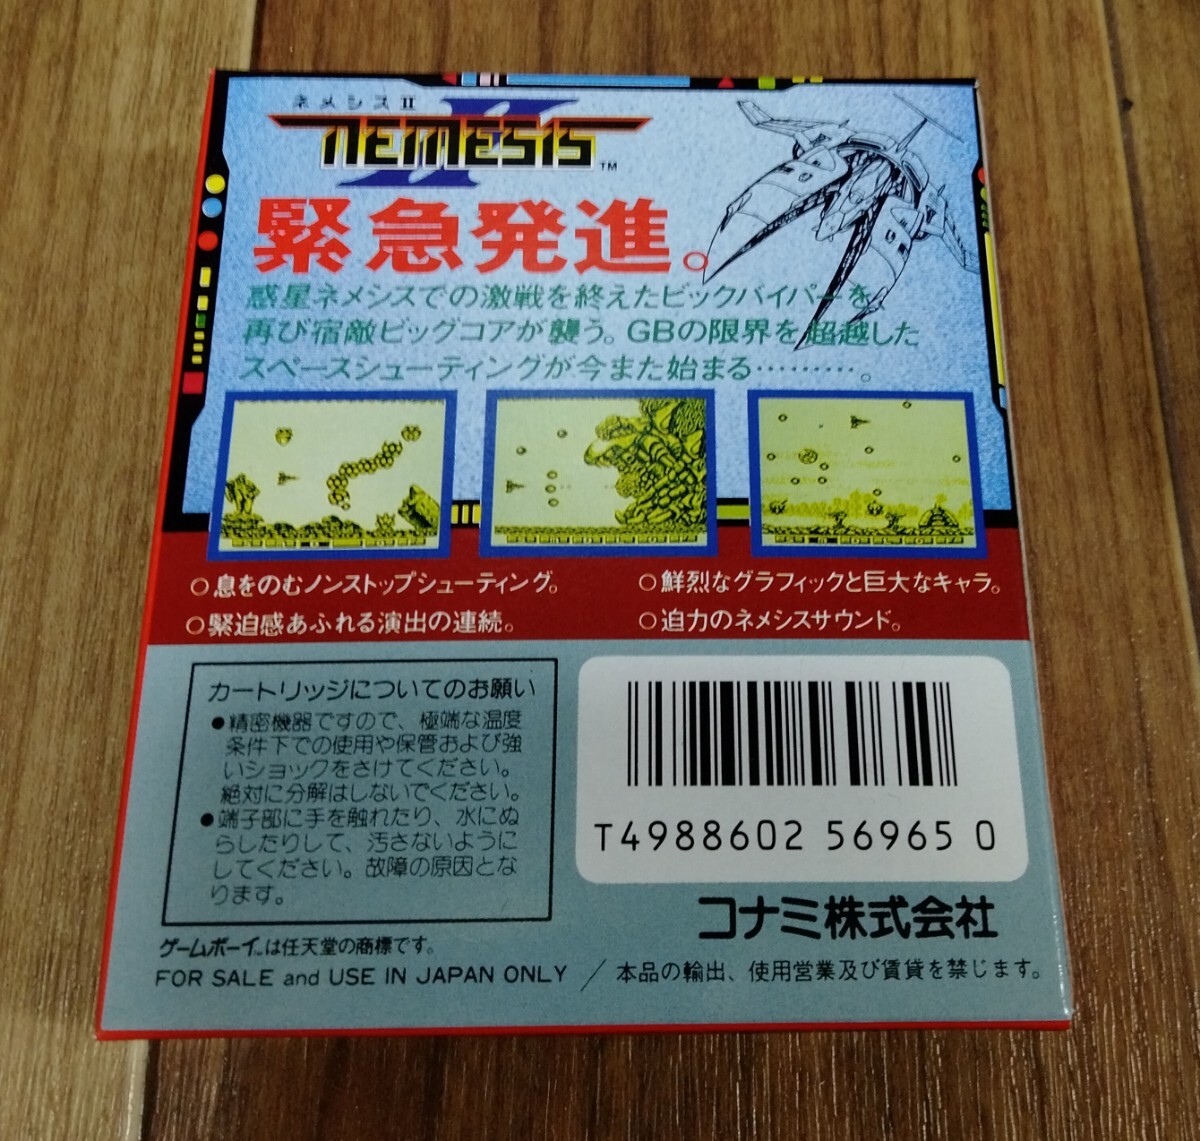 ネメシスII
NEMESIS II TM
緊急発進。
惑星ネメシスでの激戦を終えたビックバイパーを、
再び宿敵ビッグコアが襲う。GBの限界を超越した
スペースシューティングが今また始まる………。
○息をのむノンストップシューティング。
○鮮烈なグラフィックと巨大なキャラ。
○緊迫感あふれる演出の連続。
○迫力のネメシスサウンド。
カートリッジについてのお願い
●精密機器ですので、極端な温度
条件下での使用や保管および強
いショックをさけてください。
絶対に分解はしないでください。
●端子部に手を触れたり、水にぬ
らしたりして、汚さないように
してください。故障の原因とな
ります。
T4988602 56965 0
コナミ株式会社
ゲームボーイ™は任天堂の商標です。
FOR SALE and USE IN JAPAN ONLY / 本品の輸出、使用営業及び賃貸を禁じます。